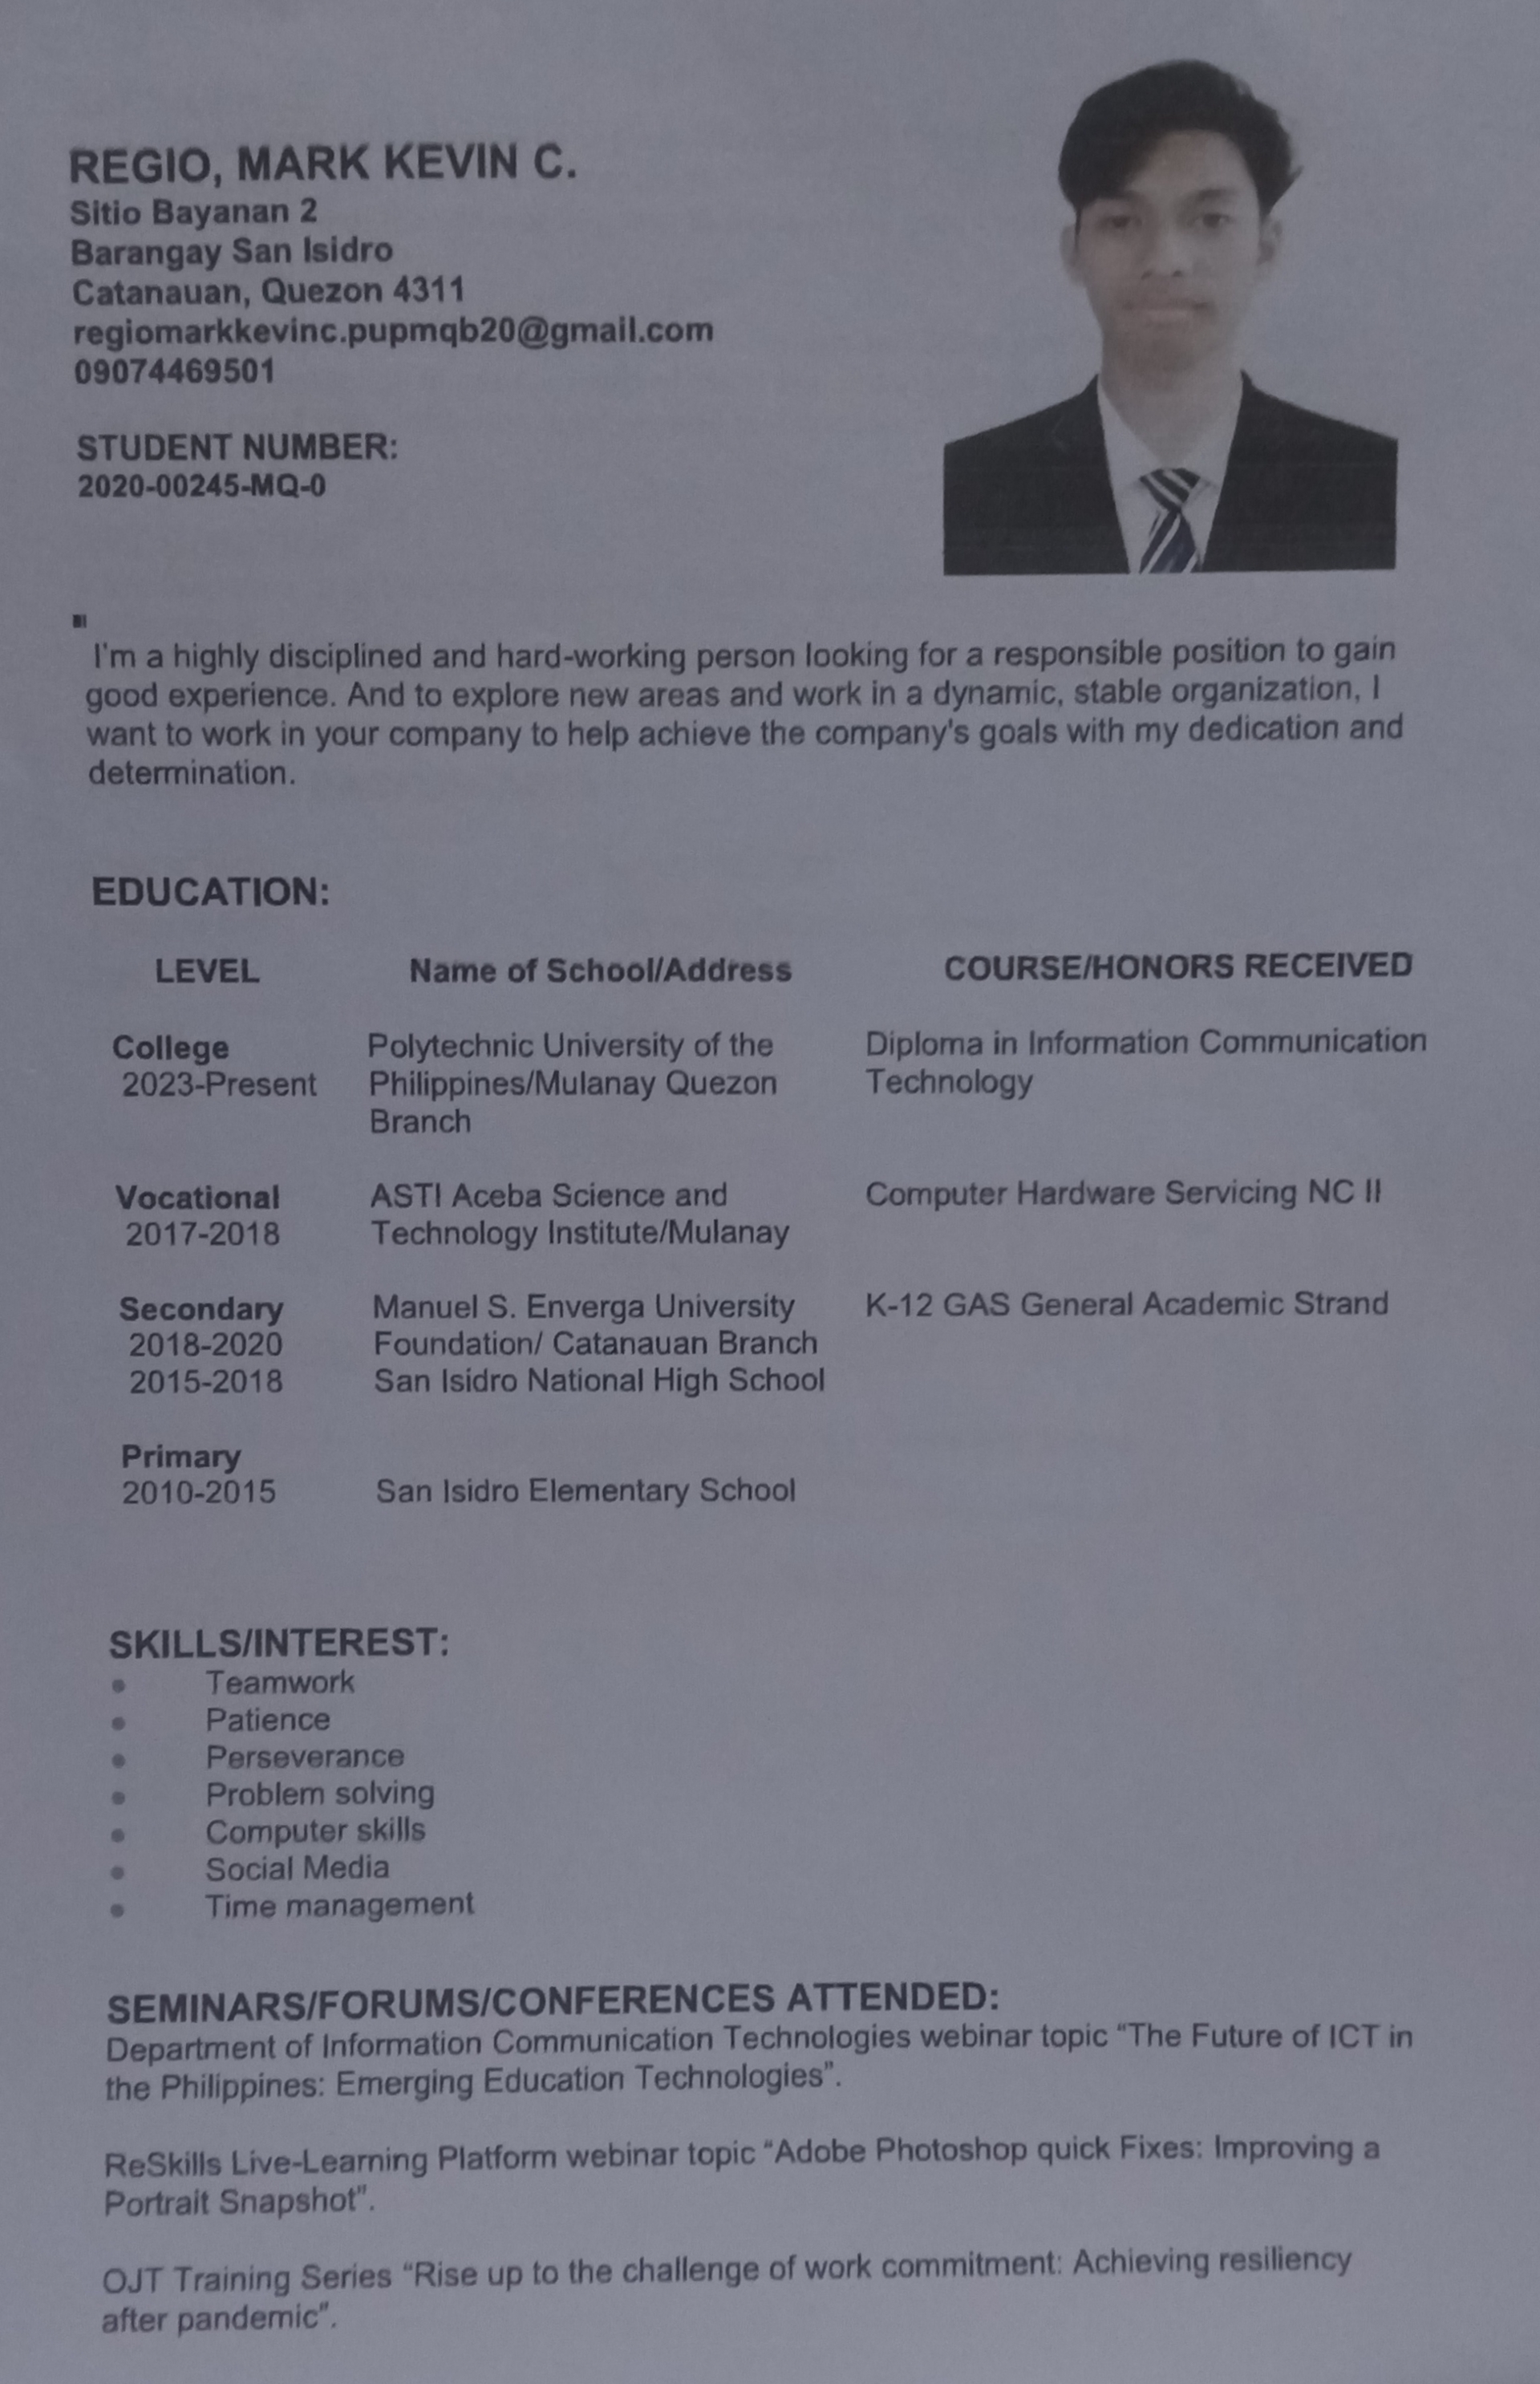 REGIO, MARK KEVIN C.
Sitio Bayanan 2
Barangay San Isidro
Catanauan, Quezon 4311
regiomarkkevinc.pupmqb20@gmail.com
09074469501
STUDENT NUMBER:
2020-00245-MQ-0
I'm a highly disciplined and hard-working person looking for a responsible position to gain
good experience. And to explore new areas and work in a dynamic, stable organization, I
want to work in your company to help achieve the company's goals with my dedication and
determination.
EDUCATION:
LEVEL Name of School/Address COURSE/HONORS RECEIVED
College Polytechnic University of the Diploma in Information Communication
2023-Present Philippines/Mulanay Quezon Technology
Branch
Vocational ASTI Aceba Science and Computer Hardware Servicing NC II
2017-2018 Technology Institute/Mulanay
Secondary Manuel S. Enverga University K-12 GAS General Academic Strand
2018-2020 Foundation/ Catanauan Branch
2015-2018 San Isidro National High School
Primary
2010-2015 San Isidro Elementary School
SKILLS/INTEREST:
• Teamwork
• Patience
• Perseverance
• Problem solving
• Computer skills
• Social Media
• Time management
SEMINARS/FORUMS/CONFERENCES ATTENDED:
Department of Information Communication Technologies webinar topic “The Future of ICT in
the Philippines: Emerging Education Technologies”.
ReSkills Live-Learning Platform webinar topic “Adobe Photoshop quick Fixes: Improving a
Portrait Snapshot”.
OJT Training Series “Rise up to the challenge of work commitment: Achieving resiliency
after pandemic”.